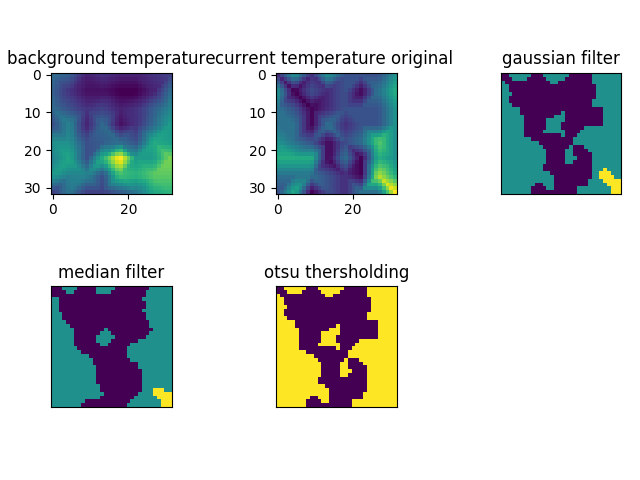 background temperature
current temperature original
gaussian filter
0
10
20
30
0
20
0
10
20
30
0
20
median filter
otsu thersholding